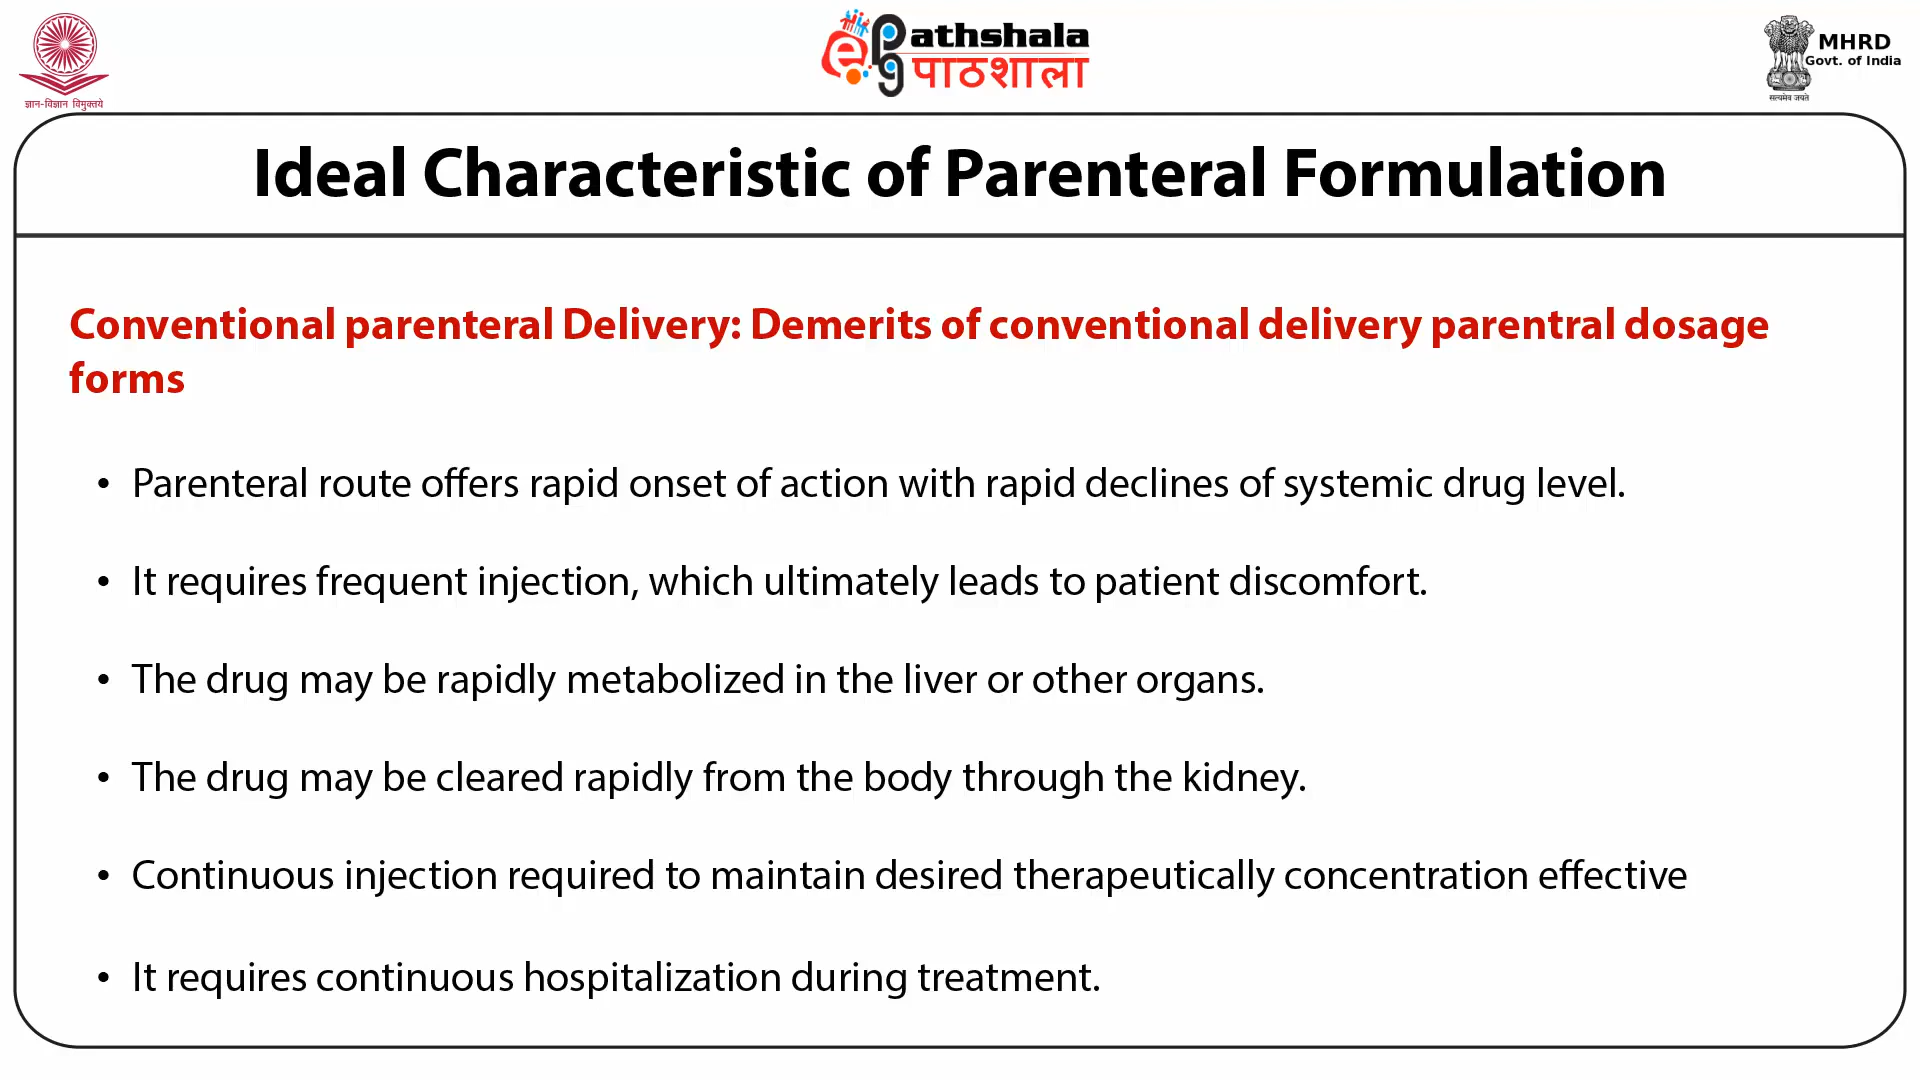 ज्ञान-विज्ञान विमुक्तये
ePathshala
पाठशाला
MHRD
Govt. of India
सत्यमेव जयते
Ideal Characteristic of Parenteral Formulation
Conventional parenteral Delivery: Demerits of conventional delivery parentral dosage
forms
• Parenteral route offers rapid onset of action with rapid declines of systemic drug level.
• It requires frequent injection, which ultimately leads to patient discomfort.
• The drug may be rapidly metabolized in the liver or other organs.
• The drug may be cleared rapidly from the body through the kidney.
• Continuous injection required to maintain desired therapeutically concentration effective
• It requires continuous hospitalization during treatment.